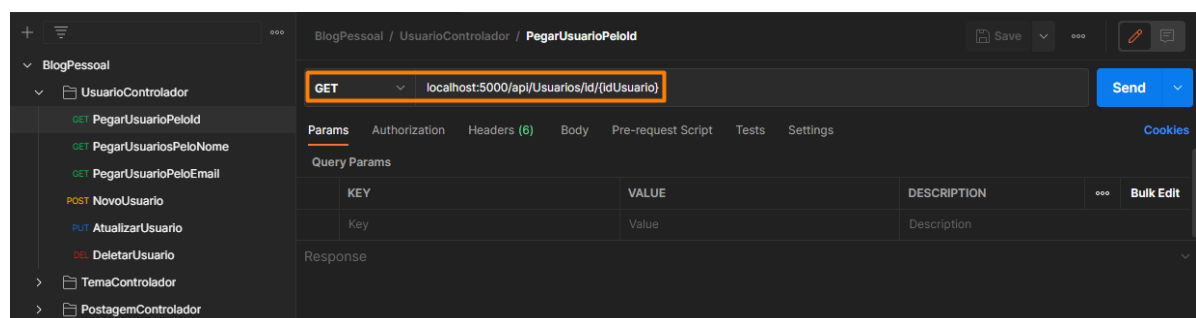 BlogPessoal / UsuarioControlador / PegarUsuarioPeloId
Save
BlogPessoal
UsuarioControlador
GET PegarUsuarioPeloId
GET PegarUsuariosPeloNome
GET PegarUsuarioPeloEmail
POST NovoUsuario
PUT AtualizarUsuario
DEL DeletarUsuario
TemaControlador
PostagemControlador
GET localhost:5000/api/Usuarios/id/{idUsuario}
Send
Params Authorization Headers (6) Body Pre-request Script Tests Settings Cookies
Query Params
KEY VALUE DESCRIPTION Bulk Edit
Key Value Description
Response